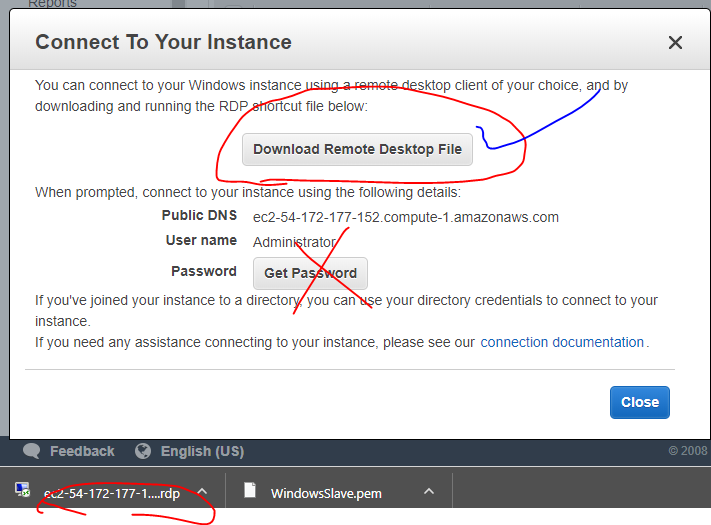 Reports
Connect To Your Instance
You can connect to your Windows instance using a remote desktop client of your choice, and by
downloading and running the RDP shortcut file below:
Download Remote Desktop File
When prompted, connect to your instance using the following details:
Public DNS ec2-54-172-177-152.compute-1.amazonaws.com
User name Administrator
Password Get Password
If you've joined your instance to a directory, you can use your directory credentials to connect to your
instance.
If you need any assistance connecting to your instance, please see our connection documentation.
Close
Feedback English (US) © 2008
ec2-54-172-177-1....rdp WindowsSlave.pem